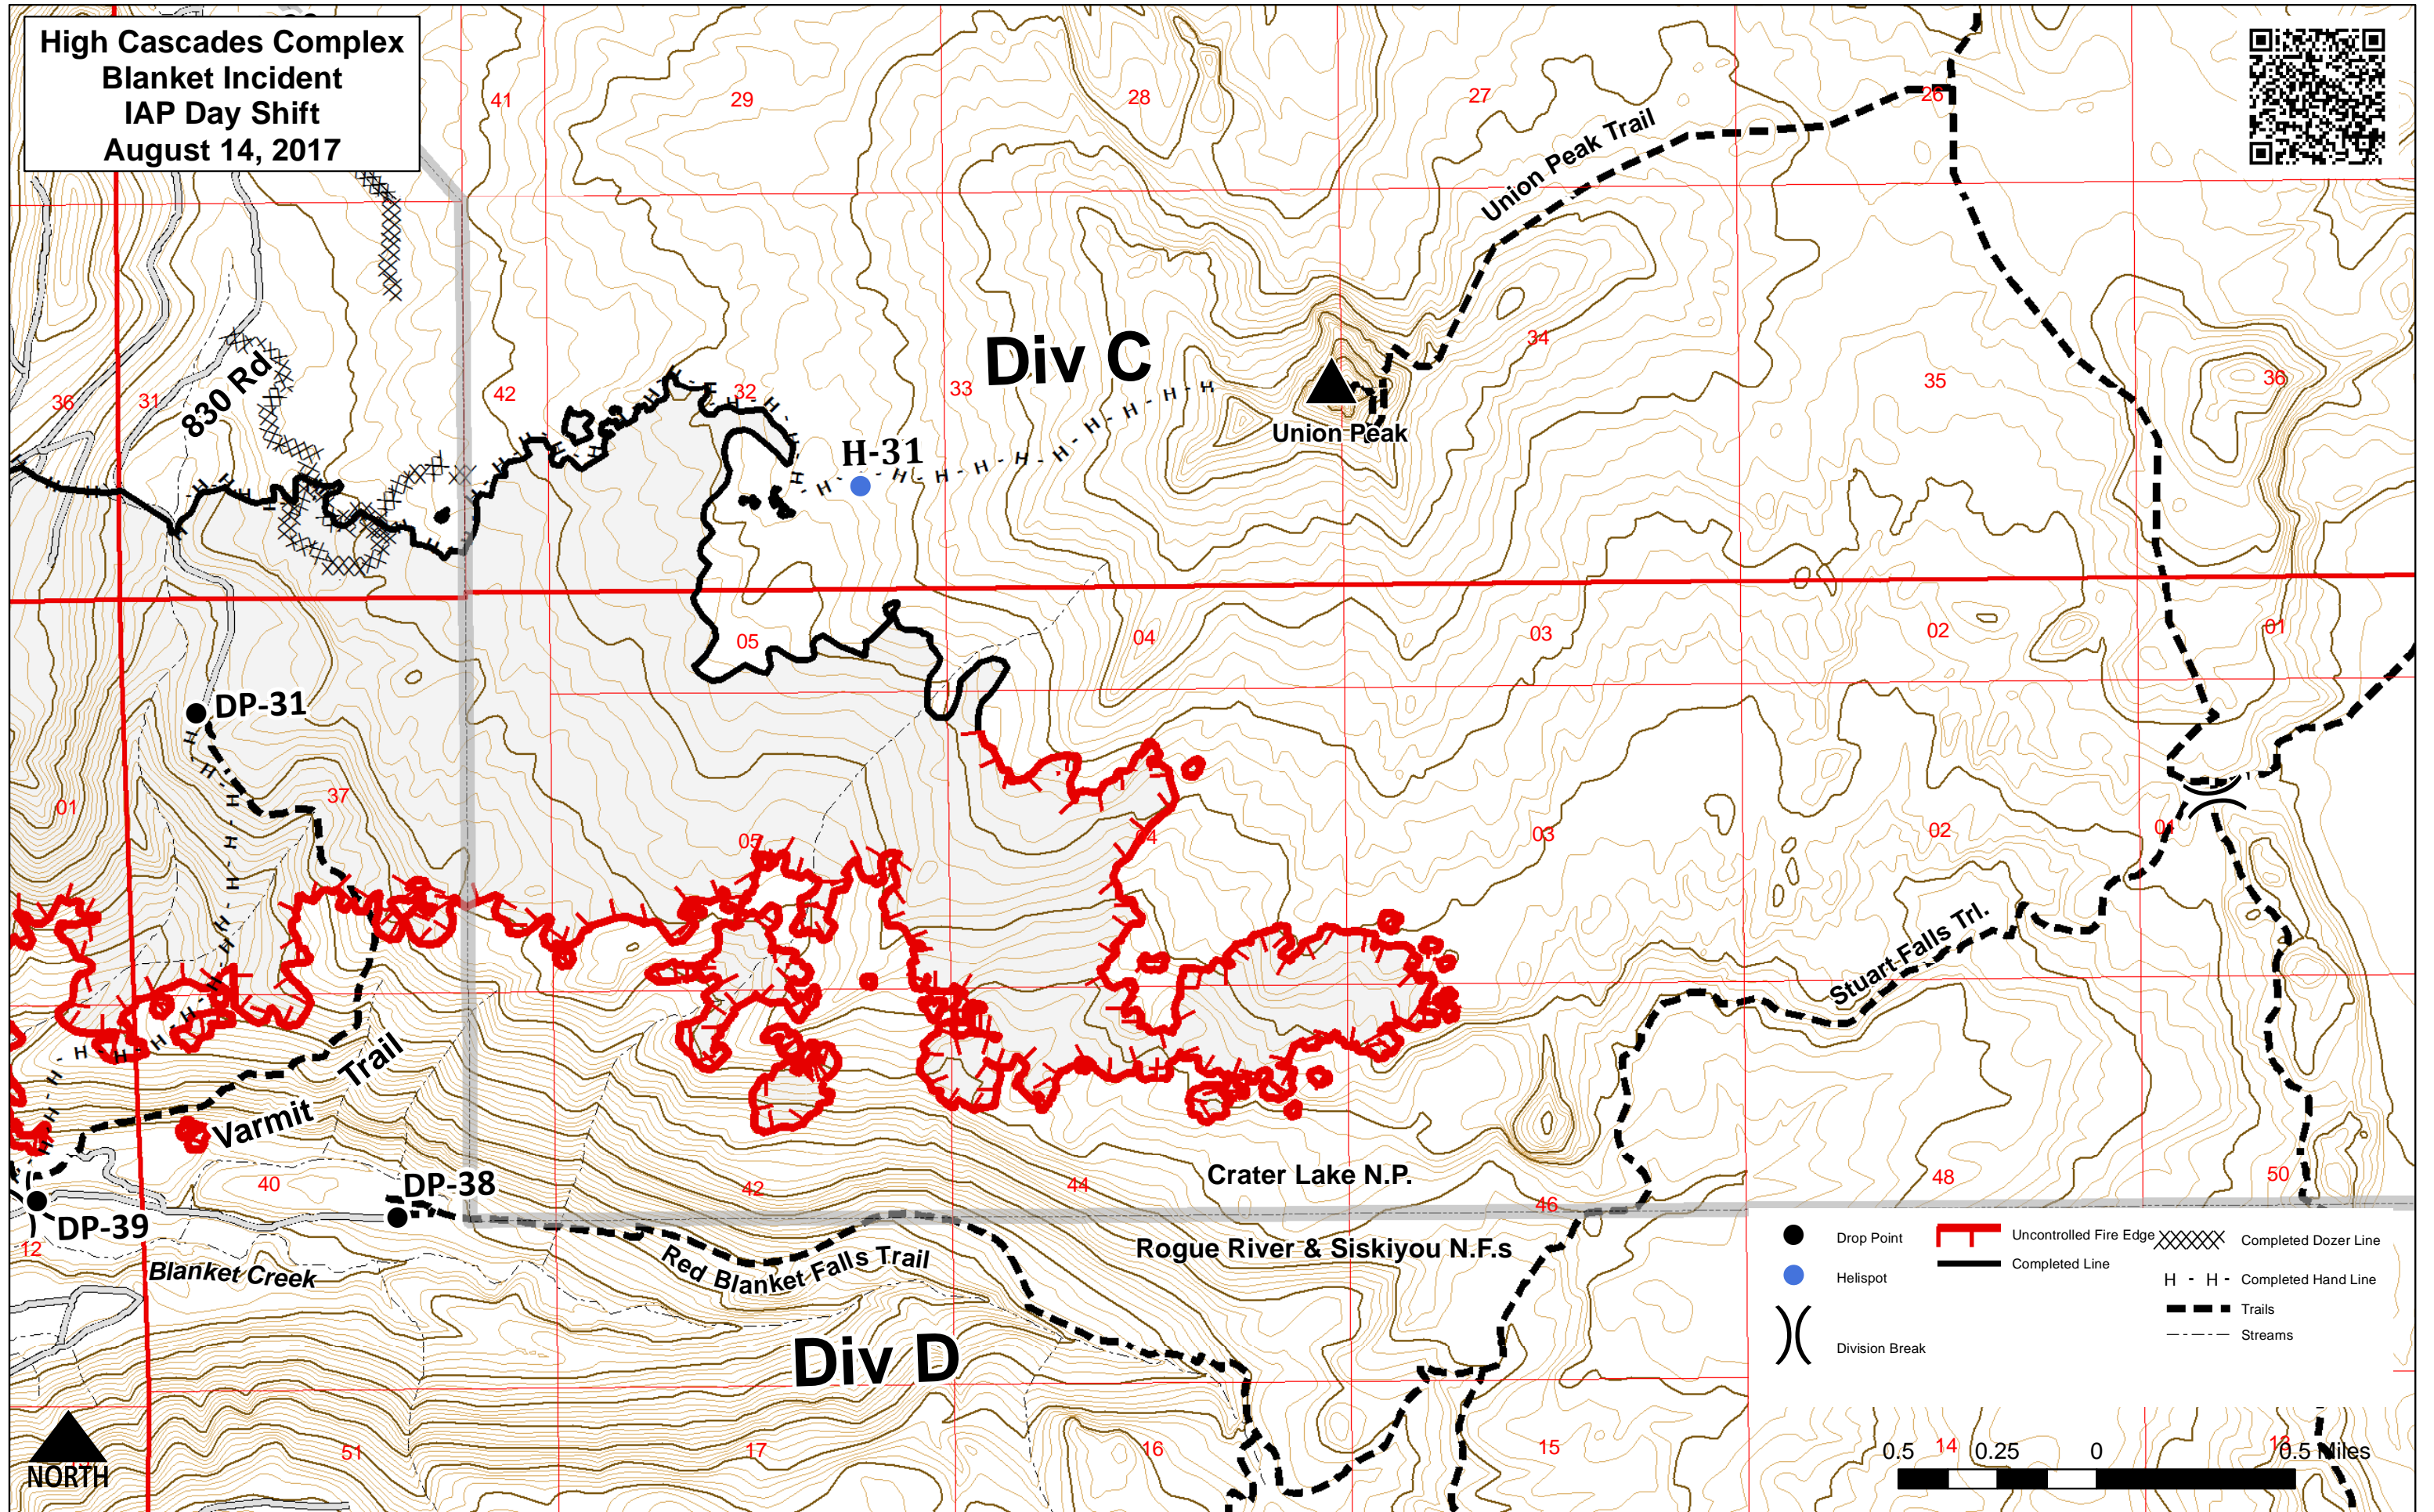 High Cascades Complex
Blanket Incident
IAP Day Shift
August 14, 2017
41
29
28
27
26
Union Peak Trail
36
31
830 Rd
42
32
33
Div C
34
35
36
Union Peak
H-31
05
04
03
02
01
DP-31
01
37
05
04
03
02
01
Stuart Falls Trl.
Varmit Trail
40
DP-38
42
44
Crater Lake N.P.
46
48
50
DP-39
12
Blanket Creek
Red Blanket Falls Trail
Rogue River & Siskiyou N.F.s
Div D
Drop Point
Helispot
Division Break
Uncontrolled Fire Edge
Completed Line
Completed Dozer Line
H - H - Completed Hand Line
Trails
Streams
NORTH
51
17
16
15
14
0.5 0.25 0 0.5 Miles